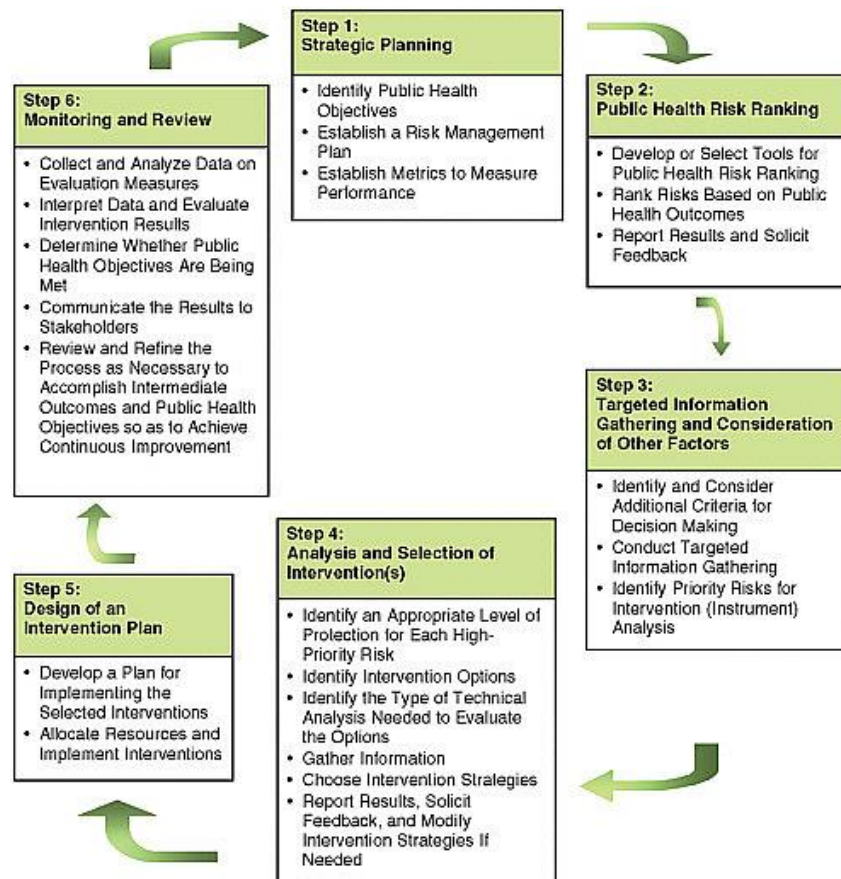 Step 1:
Strategic Planning
• Identify Public Health
Objectives
• Establish a Risk Management
Plan
• Establish Metrics to Measure
Performance
Step 2:
Public Health Risk Ranking
• Develop or Select Tools for
Public Health Risk Ranking
• Rank Risks Based on Public
Health Outcomes
• Report Results and Solicit
Feedback
Step 3:
Targeted Information
Gathering and Consideration
of Other Factors
• Identify and Consider
Additional Criteria for
Decision Making
• Conduct Targeted
Information Gathering
• Identify Priority Risks for
Intervention (Instrument)
Analysis
Step 4:
Analysis and Selection of
Intervention(s)
• Identify an Appropriate Level of
Protection for Each High-
Priority Risk
• Identify Intervention Options
• Identify the Type of Technical
Analysis Needed to Evaluate
the Options
• Gather Information
• Choose Intervention Strategies
• Report Results, Solicit
Feedback, and Modify
Intervention Strategies If
Needed
Step 5:
Design of an
Intervention Plan
• Develop a Plan for
Implementing the
Selected Interventions
• Allocate Resources and
Implement Interventions
Step 6:
Monitoring and Review
• Collect and Analyze Data on
Evaluation Measures
• Interpret Data and Evaluate
Intervention Results
• Determine Whether Public
Health Objectives Are Being
Met
• Communicate the Results to
Stakeholders
• Review and Refine the
Process as Necessary to
Accomplish Intermediate
Outcomes and Public Health
Objectives so as to Achieve
Continuous Improvement